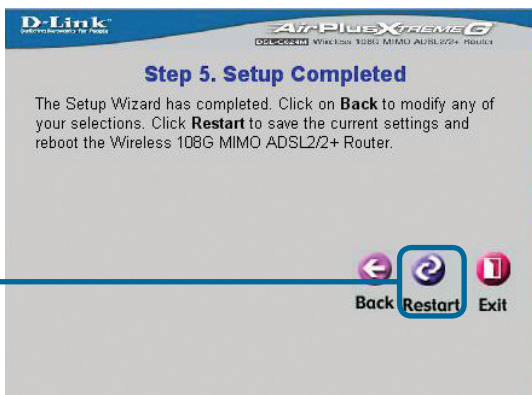 D-Link
Building Networks for People
AirPlus Xtreme G
DSL-G624M Wireless 108G MIMO ADSL2/2+ Router
Step 5. Setup Completed
The Setup Wizard has completed. Click on Back to modify any of
your selections. Click Restart to save the current settings and
reboot the Wireless 108G MIMO ADSL2/2+ Router.
Back Restart Exit